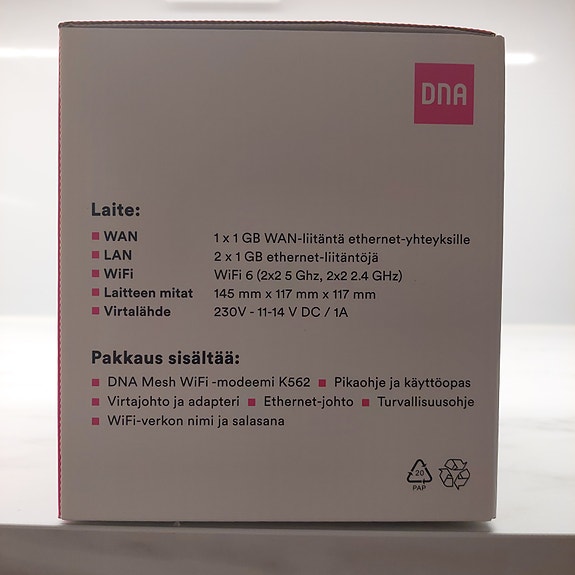 DNA
Laite:
WAN 1 x 1 GB WAN-liitäntä ethernet-yhteyksille
LAN 2 x 1 GB ethernet-liitäntöjä
WiFi WiFi 6 (2x2 5 Ghz, 2x2 2.4 GHz)
Laitteen mitat 145 mm x 117 mm x 117 mm
Virtalähde 230V - 11-14 V DC / 1A
Pakkaus sisältää:
DNA Mesh WiFi -modeemi K562 Pikaohje ja käyttöopas
Virtajohto ja adapteri Ethernet-johto Turvallisuusohje
WiFi-verkon nimi ja salasana
20
PAP